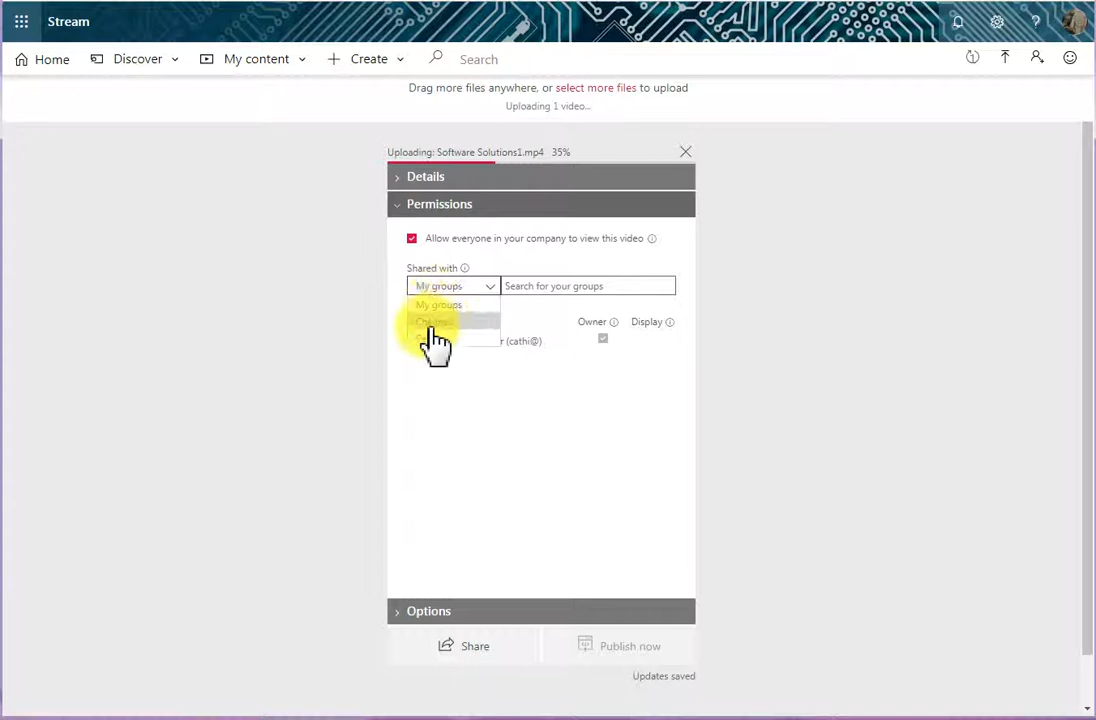 Stream
Home Discover My content Create Search
Drag more files anywhere, or select more files to upload
Uploading 1 video...
Uploading: Software Solutions1.mp4 35%
Details
Permissions
Allow everyone in your company to view this video
Shared with
My groups Search for your groups
My groups
Owner Display
(cathi@)
Options
Share Publish now
Updates saved